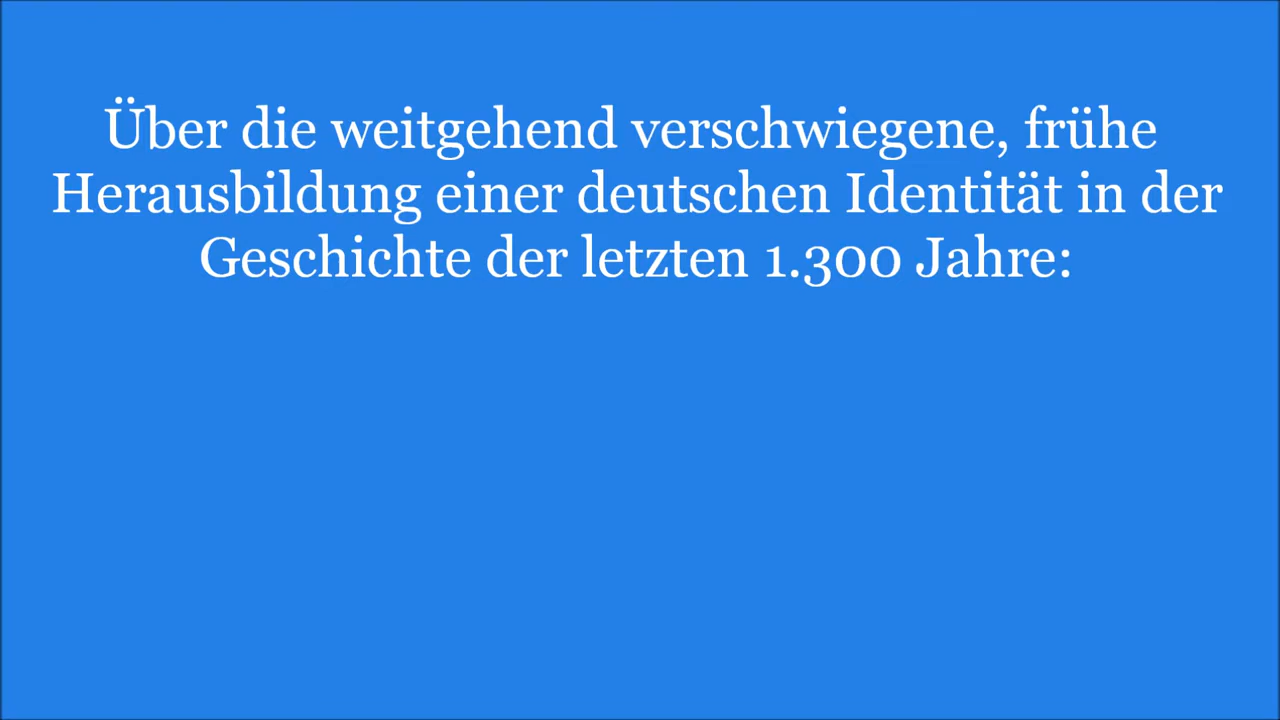 Über die weitgehend verschwiegene, frühe
Herausbildung einer deutschen Identität in der
Geschichte der letzten 1.300 Jahre: